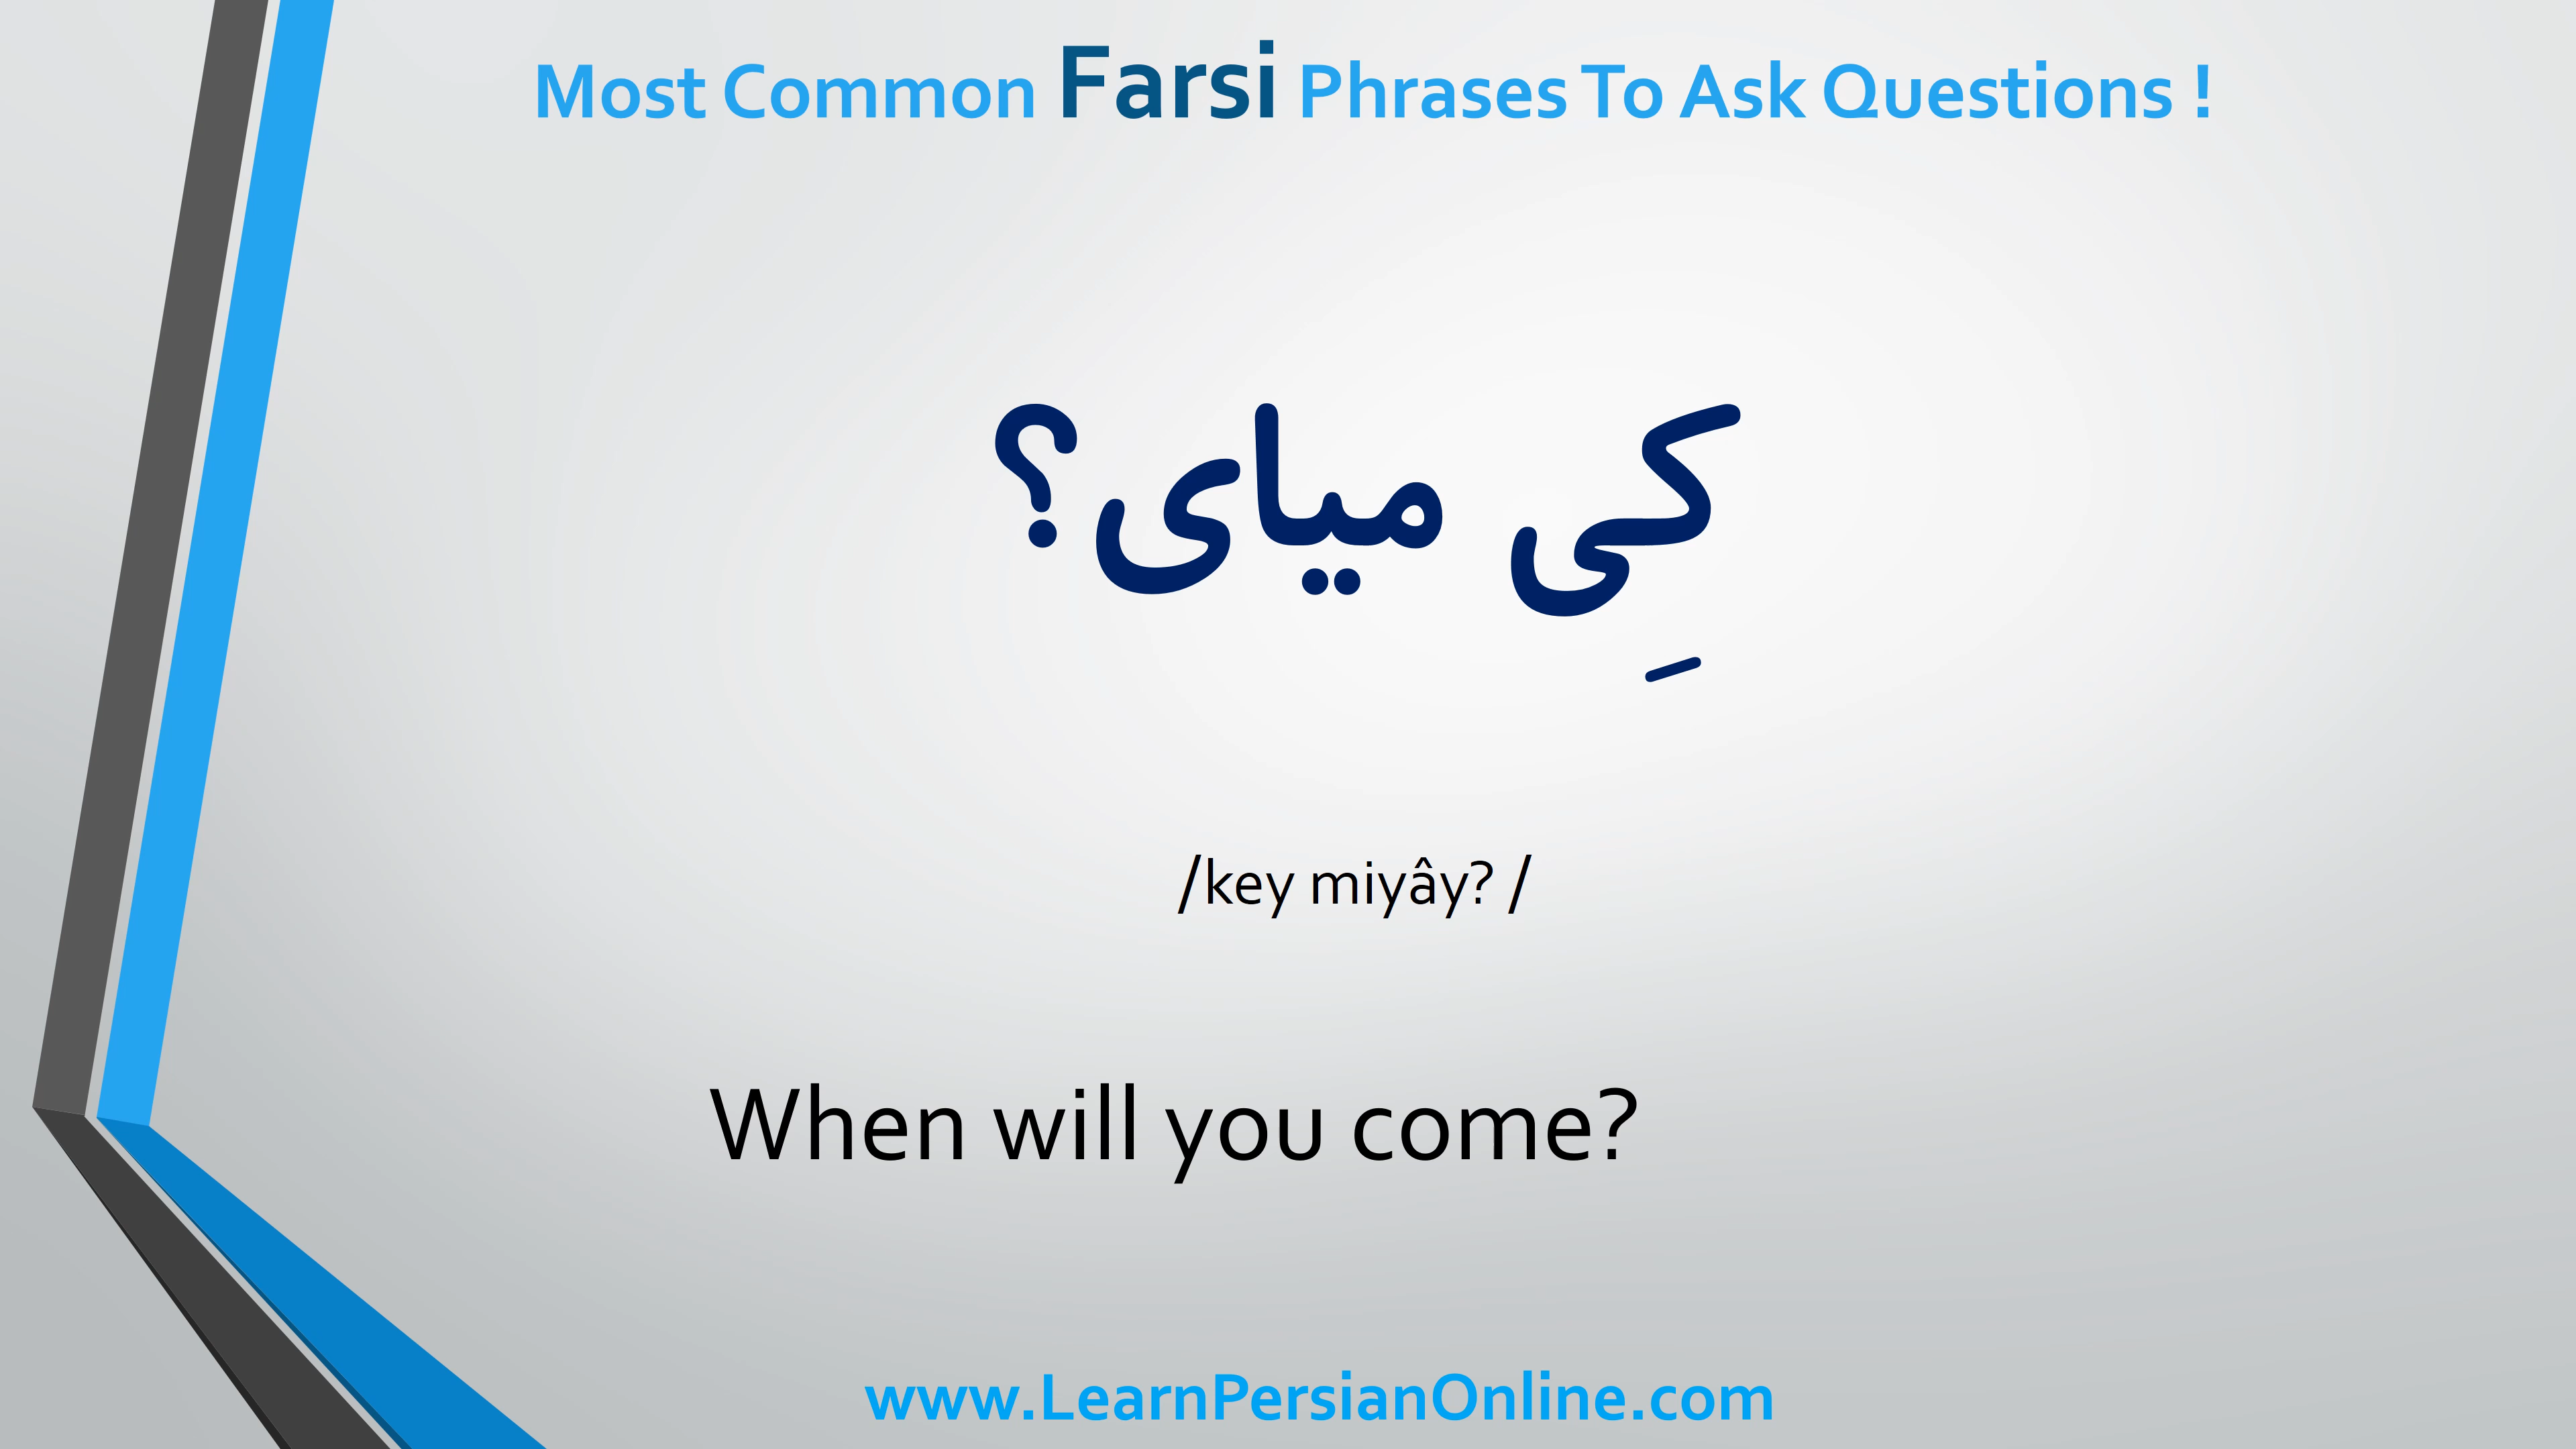 Most Common Farsi Phrases To Ask Questions !
کِی میای؟
/key miyây? /
When will you come?
www.LearnPersianOnline.com